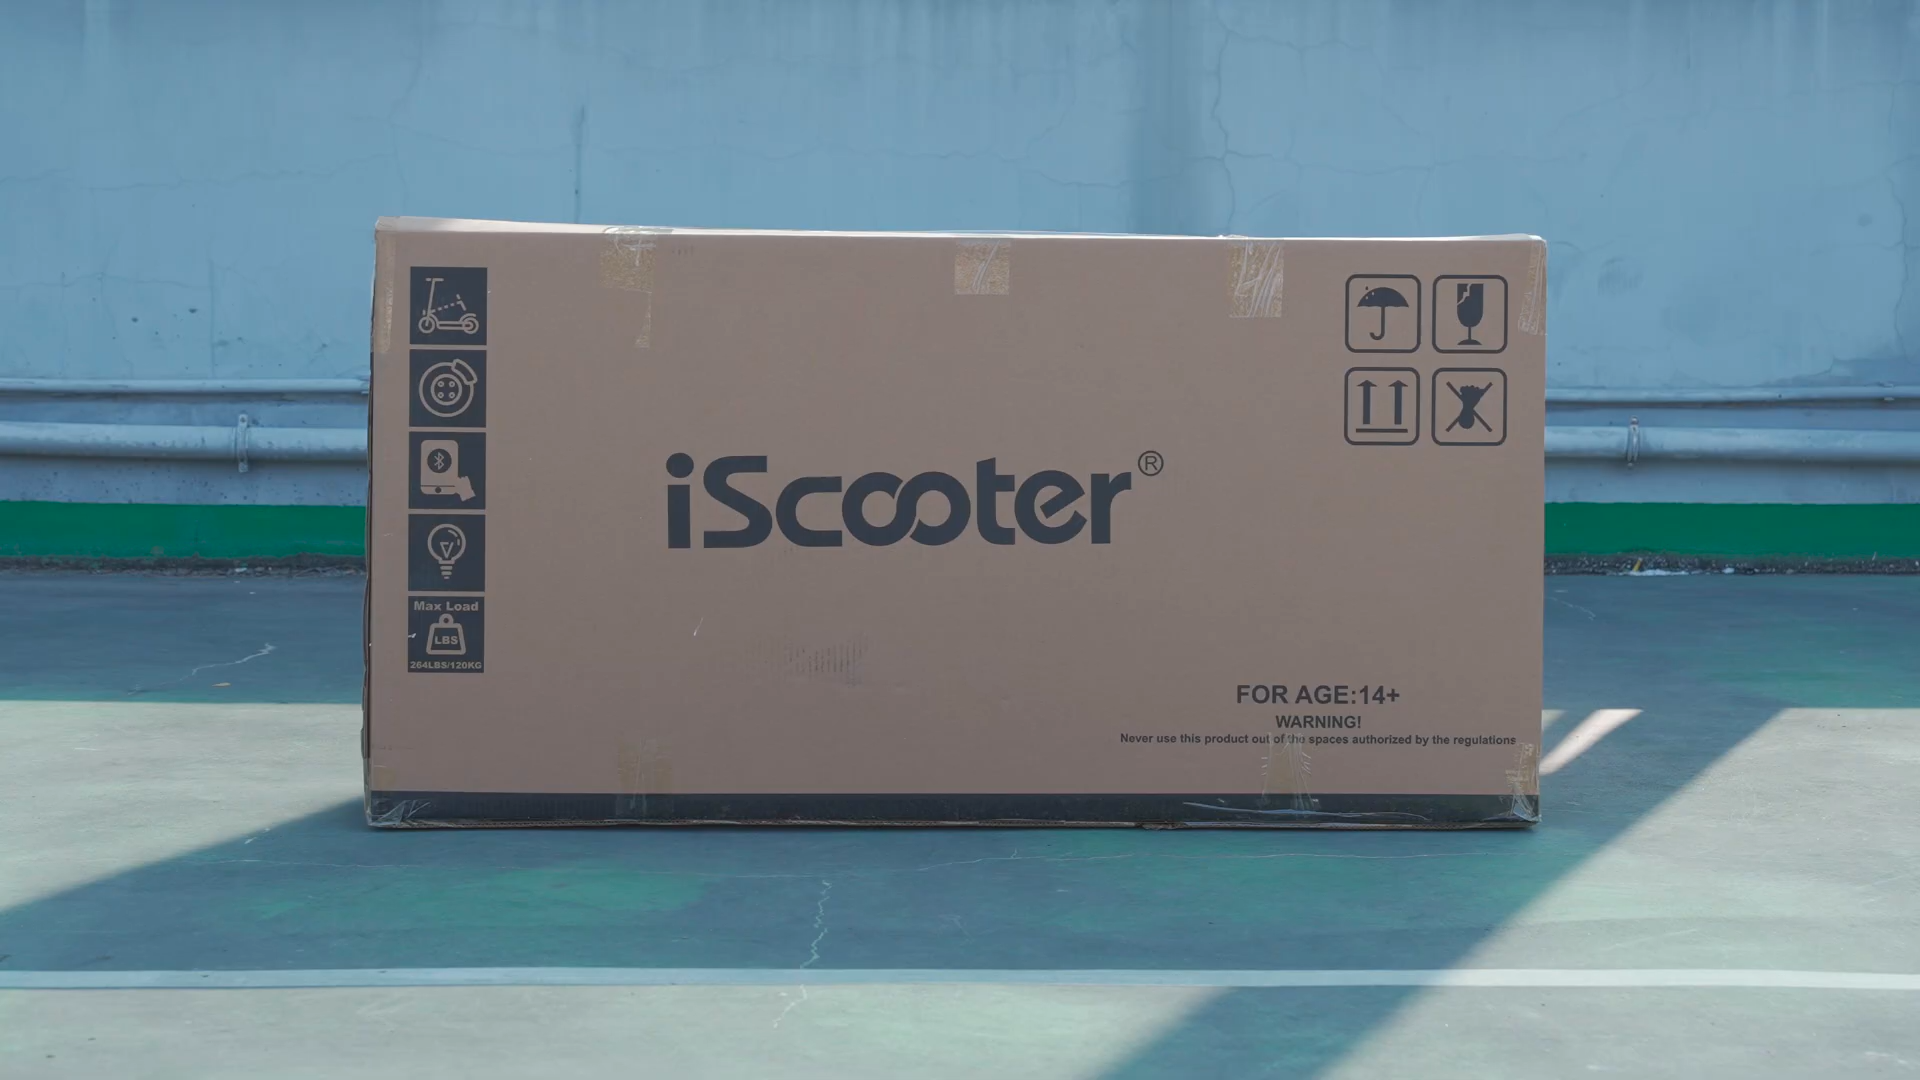 iScooter®
Max Load
LBS
264LBS/120KG
FOR AGE:14+
WARNING!
Never use this product out of the spaces authorized by the regulations